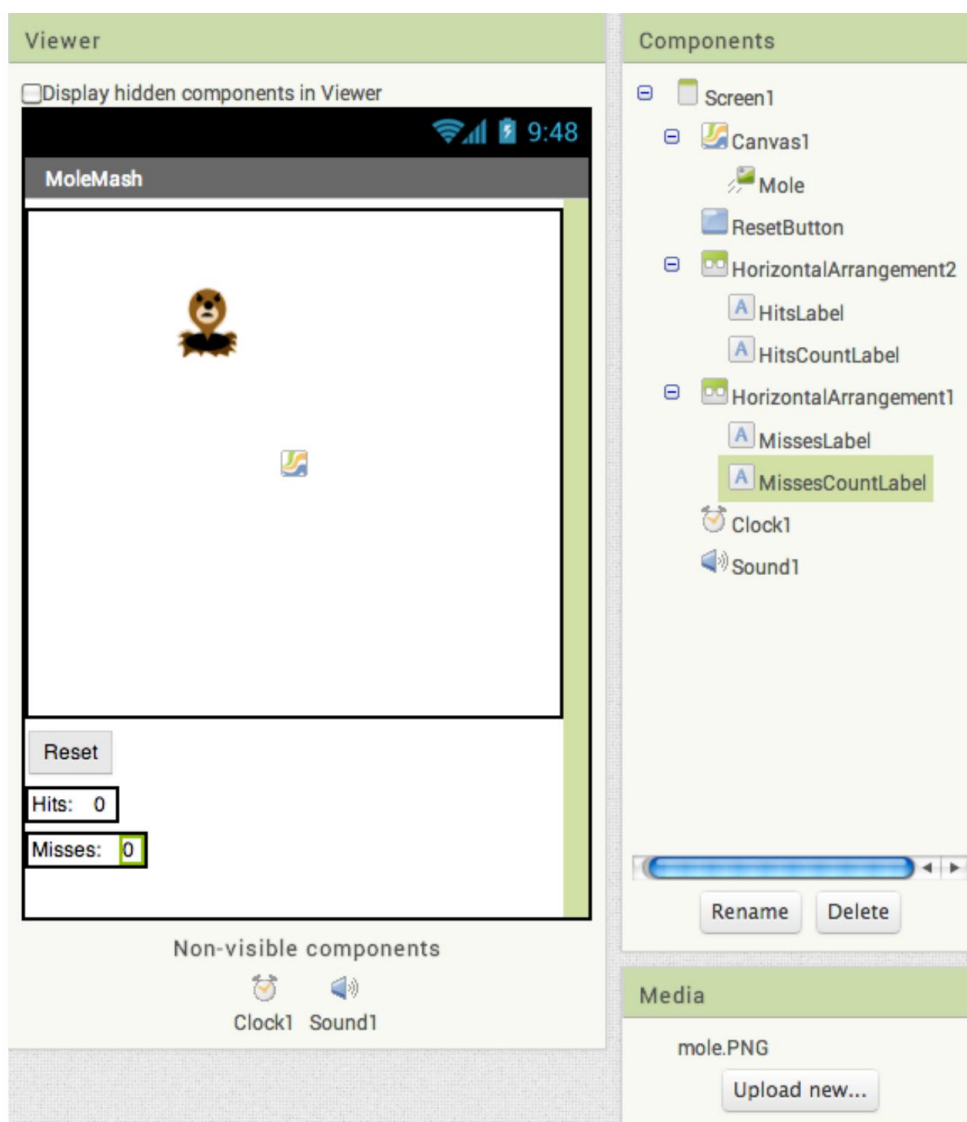 Viewer
Display hidden components in Viewer
9:48
MoleMash
Reset
Hits: 0
Misses: 0
Non-visible components
Clock1 Sound1
Components
Screen1
Canvas1
Mole
ResetButton
HorizontalArrangement2
A HitsLabel
A HitsCountLabel
HorizontalArrangement1
A MissesLabel
A MissesCountLabel
Clock1
Sound1
Rename Delete
Media
mole.PNG
Upload new...